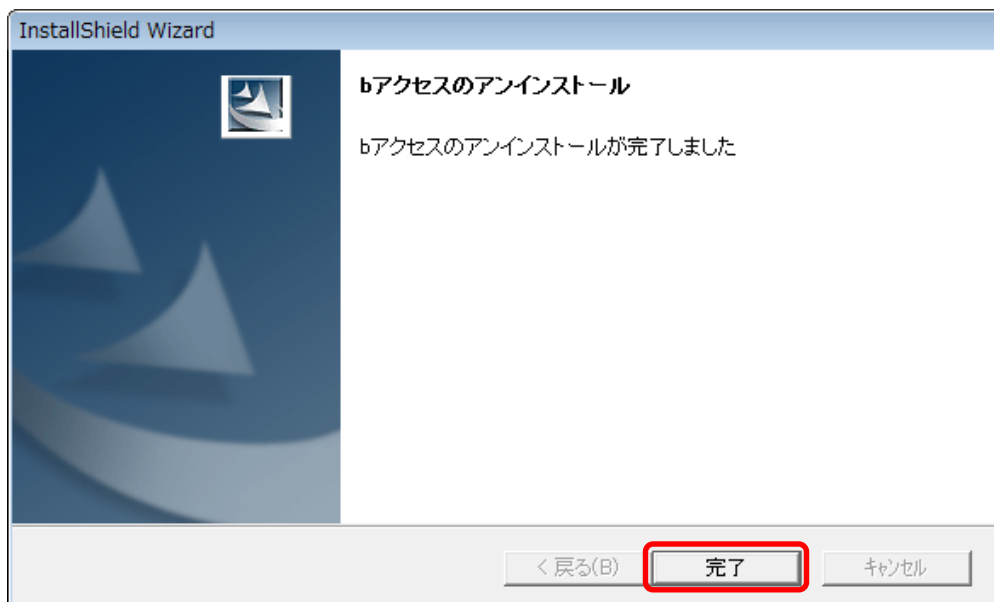 InstallShield Wizard
bアクセスのアンインストール
bアクセスのアンインストールが完了しました
< 戻る(B)
完了
キャンセル